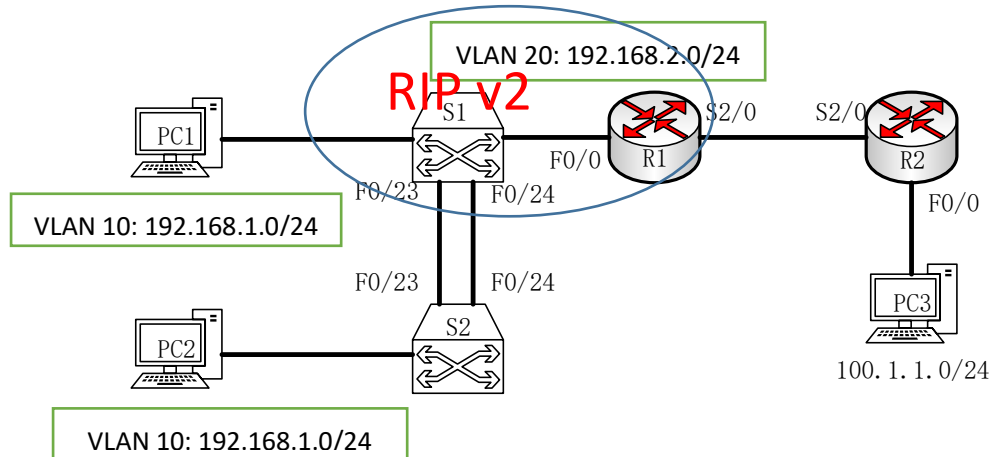 VLAN 20: 192.168.2.0/24
RIP v2
PC1
S1
S2/0
S2/0
F0/0
R1
R2
F0/23
F0/24
F0/0
VLAN 10: 192.168.1.0/24
F0/23
F0/24
PC3
S2
PC2
100.1.1.0/24
VLAN 10: 192.168.1.0/24